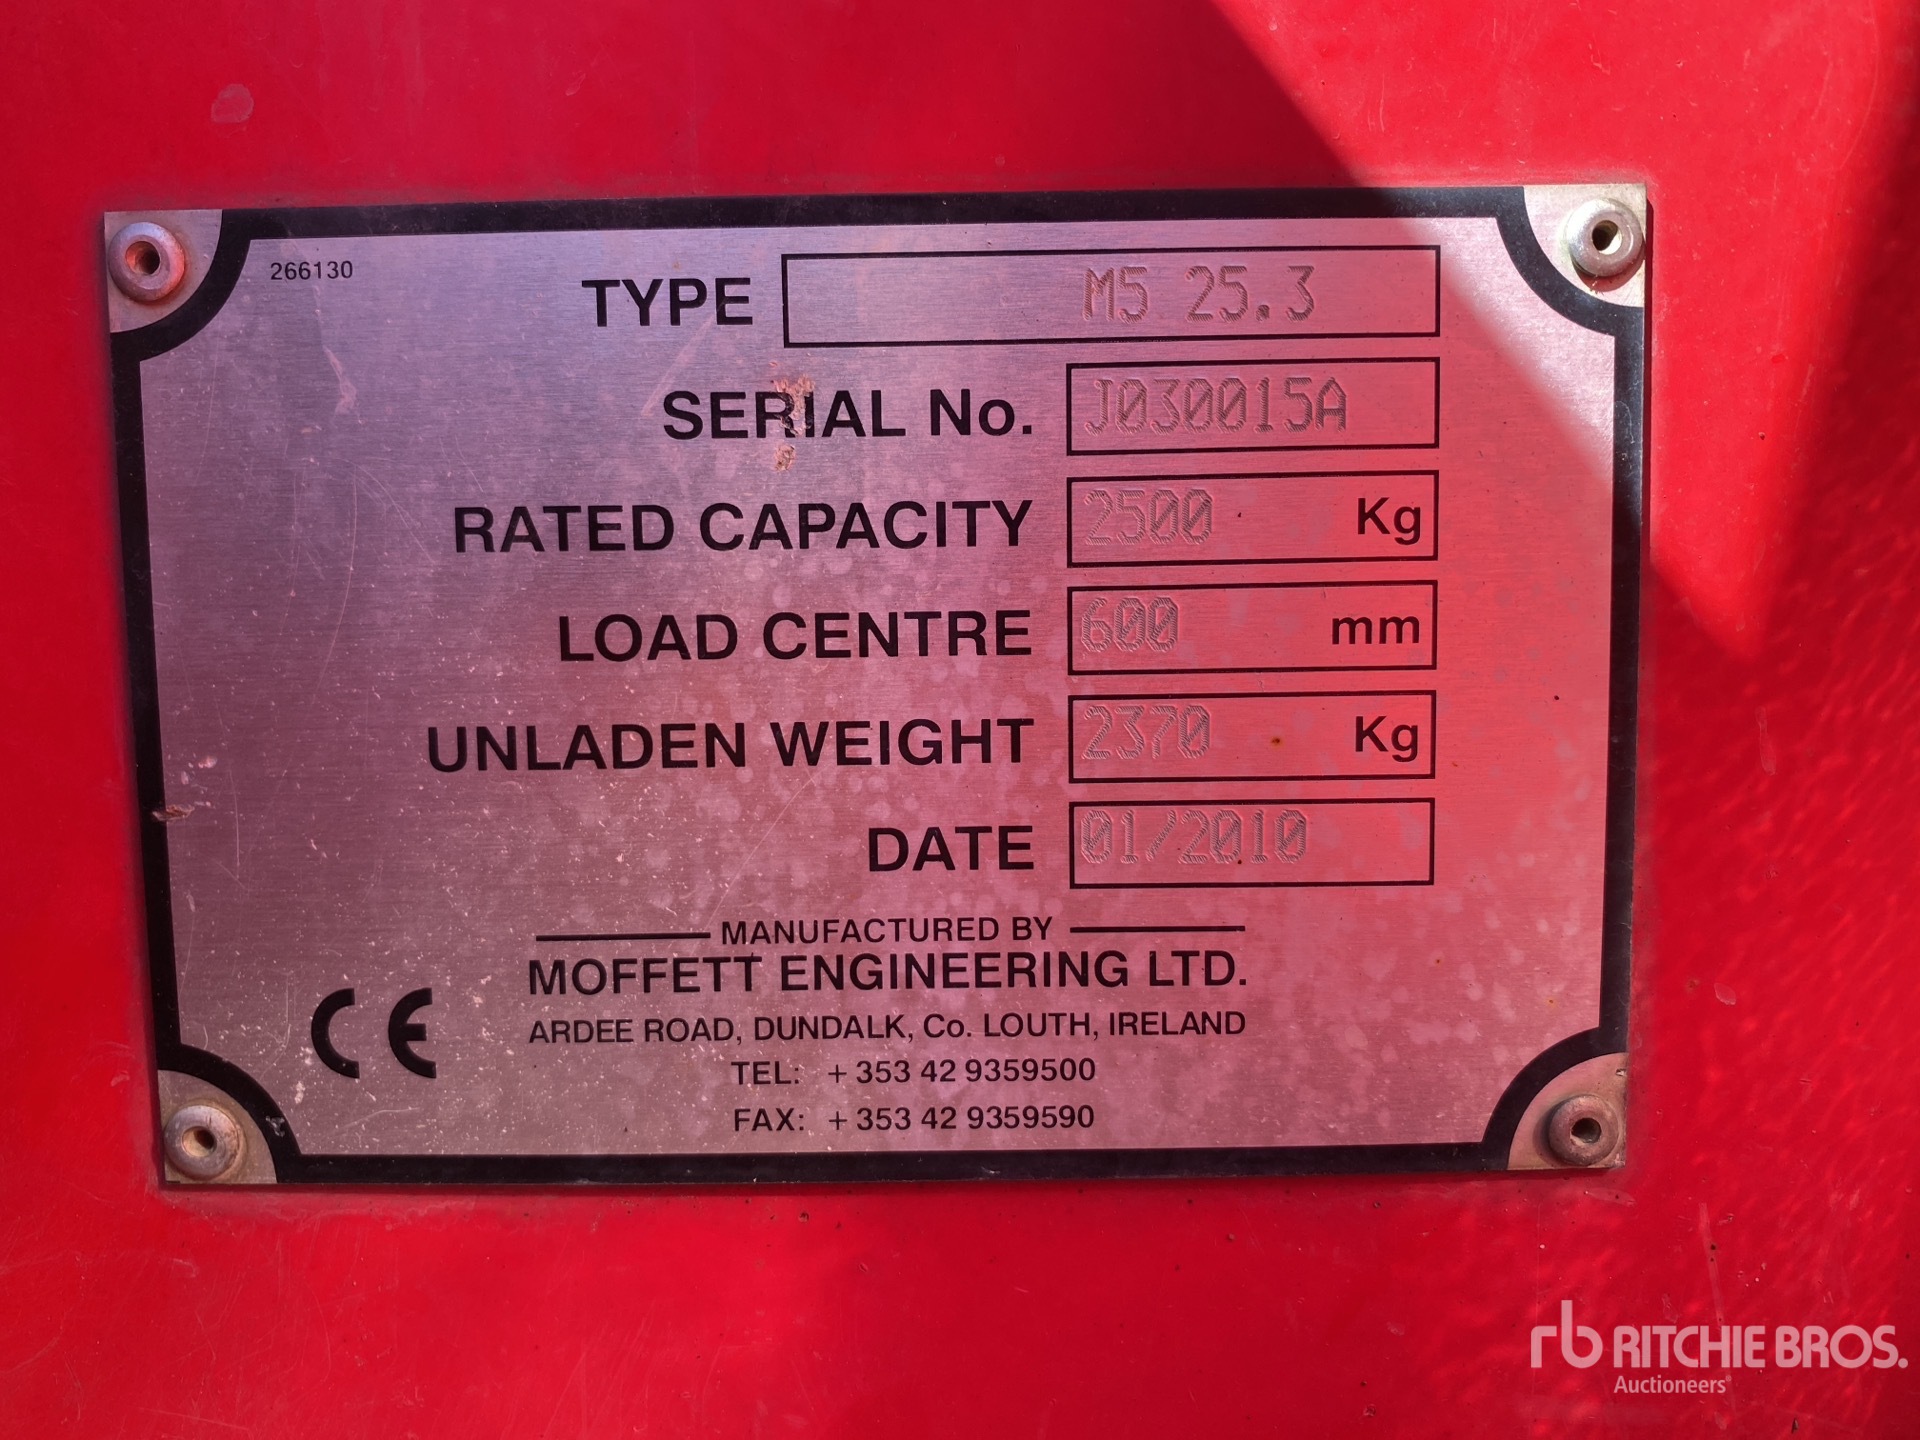 266130
TYPE M5 25.3
SERIAL No. J030015A
RATED CAPACITY 2500 Kg
LOAD CENTRE 600 mm
UNLADEN WEIGHT 2370 Kg
DATE 01/2010
MANUFACTURED BY
MOFFETT ENGINEERING LTD.
ARDEE ROAD, DUNDALK, Co. LOUTH, IRELAND
CE
TEL: + 353 42 9359500
FAX: + 353 42 9359590
rb RITCHIE BROS.
Auctioneers